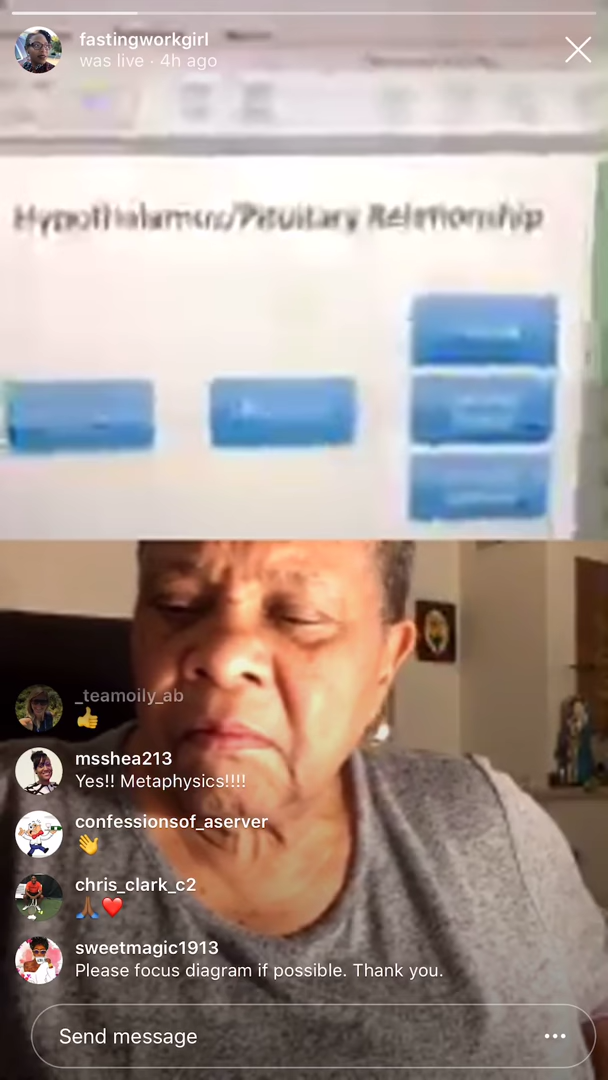 fastingworkgirl
was live · 4h ago
Hypothalamus/Pituitary Relationship
_teamoily_ab
👍
msshea213
Yes!! Metaphysics!!!!
confessionsof_aserver
👋
chris_clark_c2
🙏🏾❤️
sweetmagic1913
Please focus diagram if possible. Thank you.
Send message